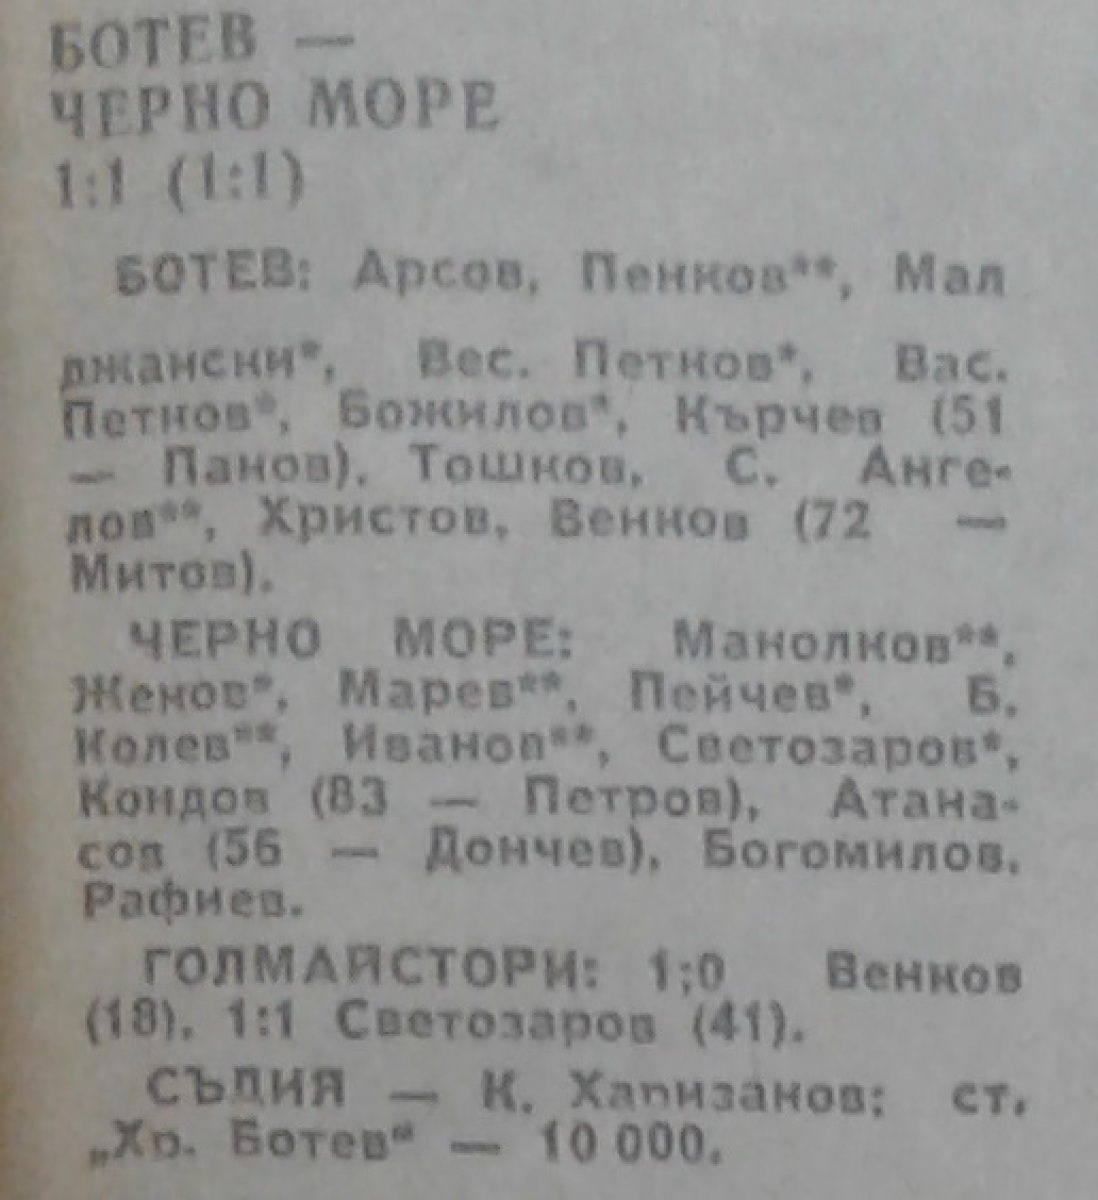 БОТЕВ —
ЧЕРНО МОРЕ
1:1 (1:1)
БОТЕВ: Арсов, Пенков**, Мал
джански*, Вес. Петков*, Вас.
Петков*, Божилов*, Кърчев (51
— Панов), Тошков, С. Анге-
лов**, Христов, Венков (72 —
Митов).
ЧЕРНО МОРЕ: Манолков**,
Женов*, Марев**, Пейчев*, Б.
Колев**, Иванов**, Светозаров*,
Кондов (83 — Петров), Атана-
сов (56 — Дончев), Богомилов,
Рафиев.
ГОЛМАЙСТОРИ: 1;0 Венков
(18), 1:1 Светозаров (41).
СЪДИЯ — К. Харизанов; ст.
„Хр. Ботев“ — 10 000.